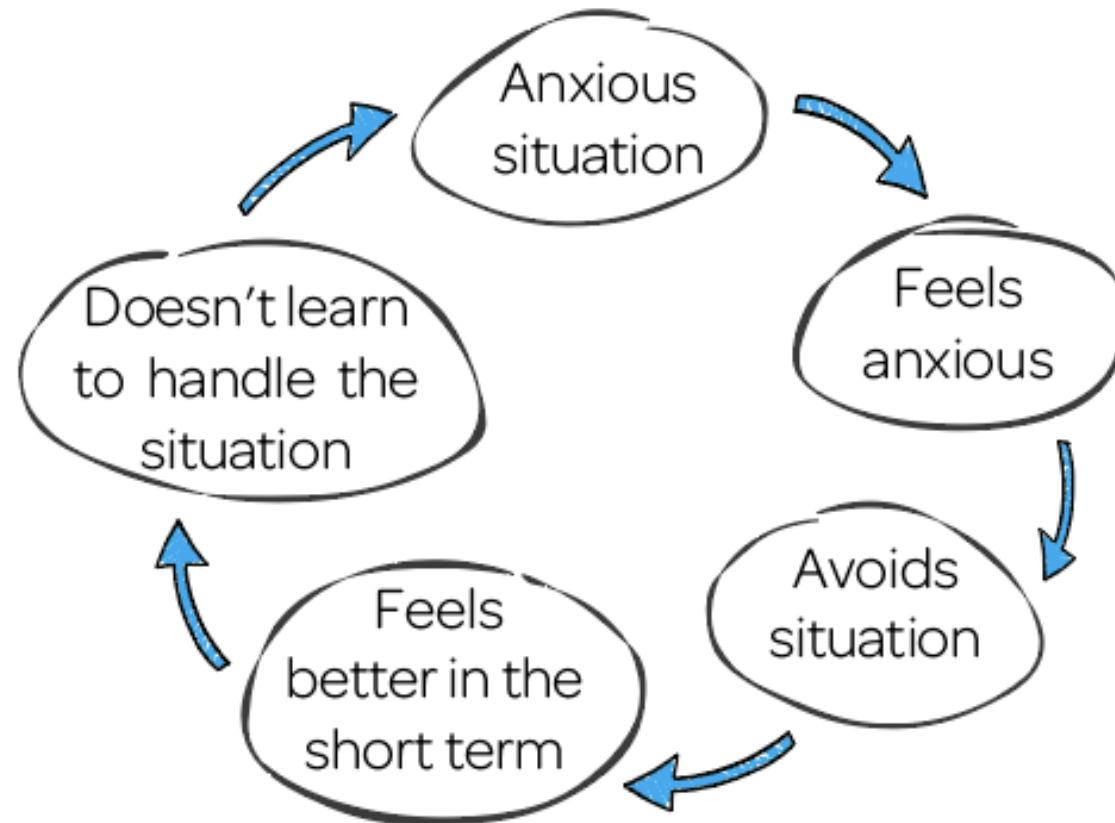 Anxious
situation
Feels
anxious
Avoids
situation
Feels
better in the
short term
Doesn't learn
to handle the
situation